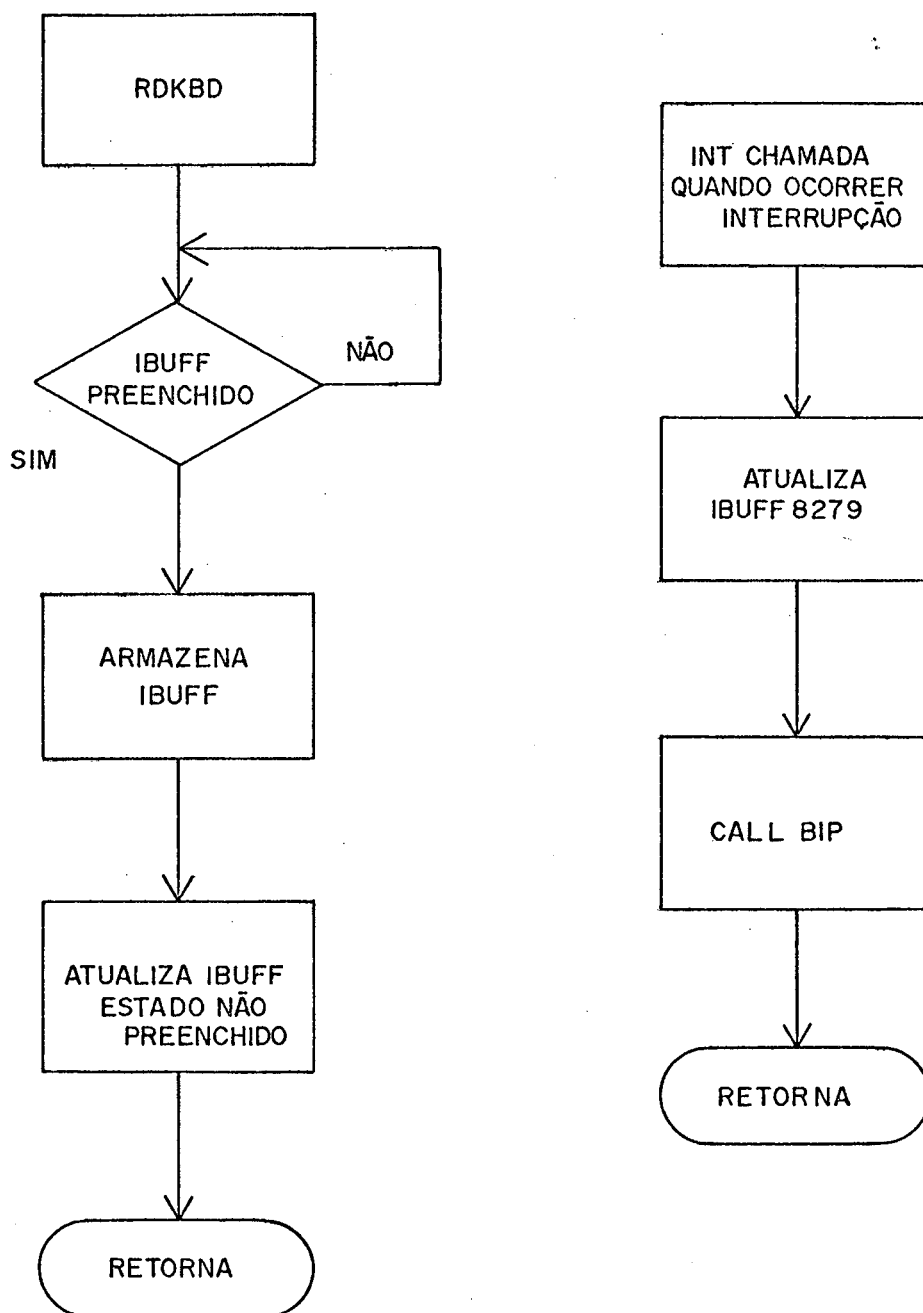 RDKBD
IBUFF
PREENCHIDO
NÃO
SIM
ARMAZENA
IBUFF
ATUALIZA IBUFF
ESTADO NÃO
PREENCHIDO
RETORNA
INT CHAMADA
QUANDO OCORRER
INTERRUPÇÃO
ATUALIZA
IBUFF 8279
CALL BIP
RETORNA